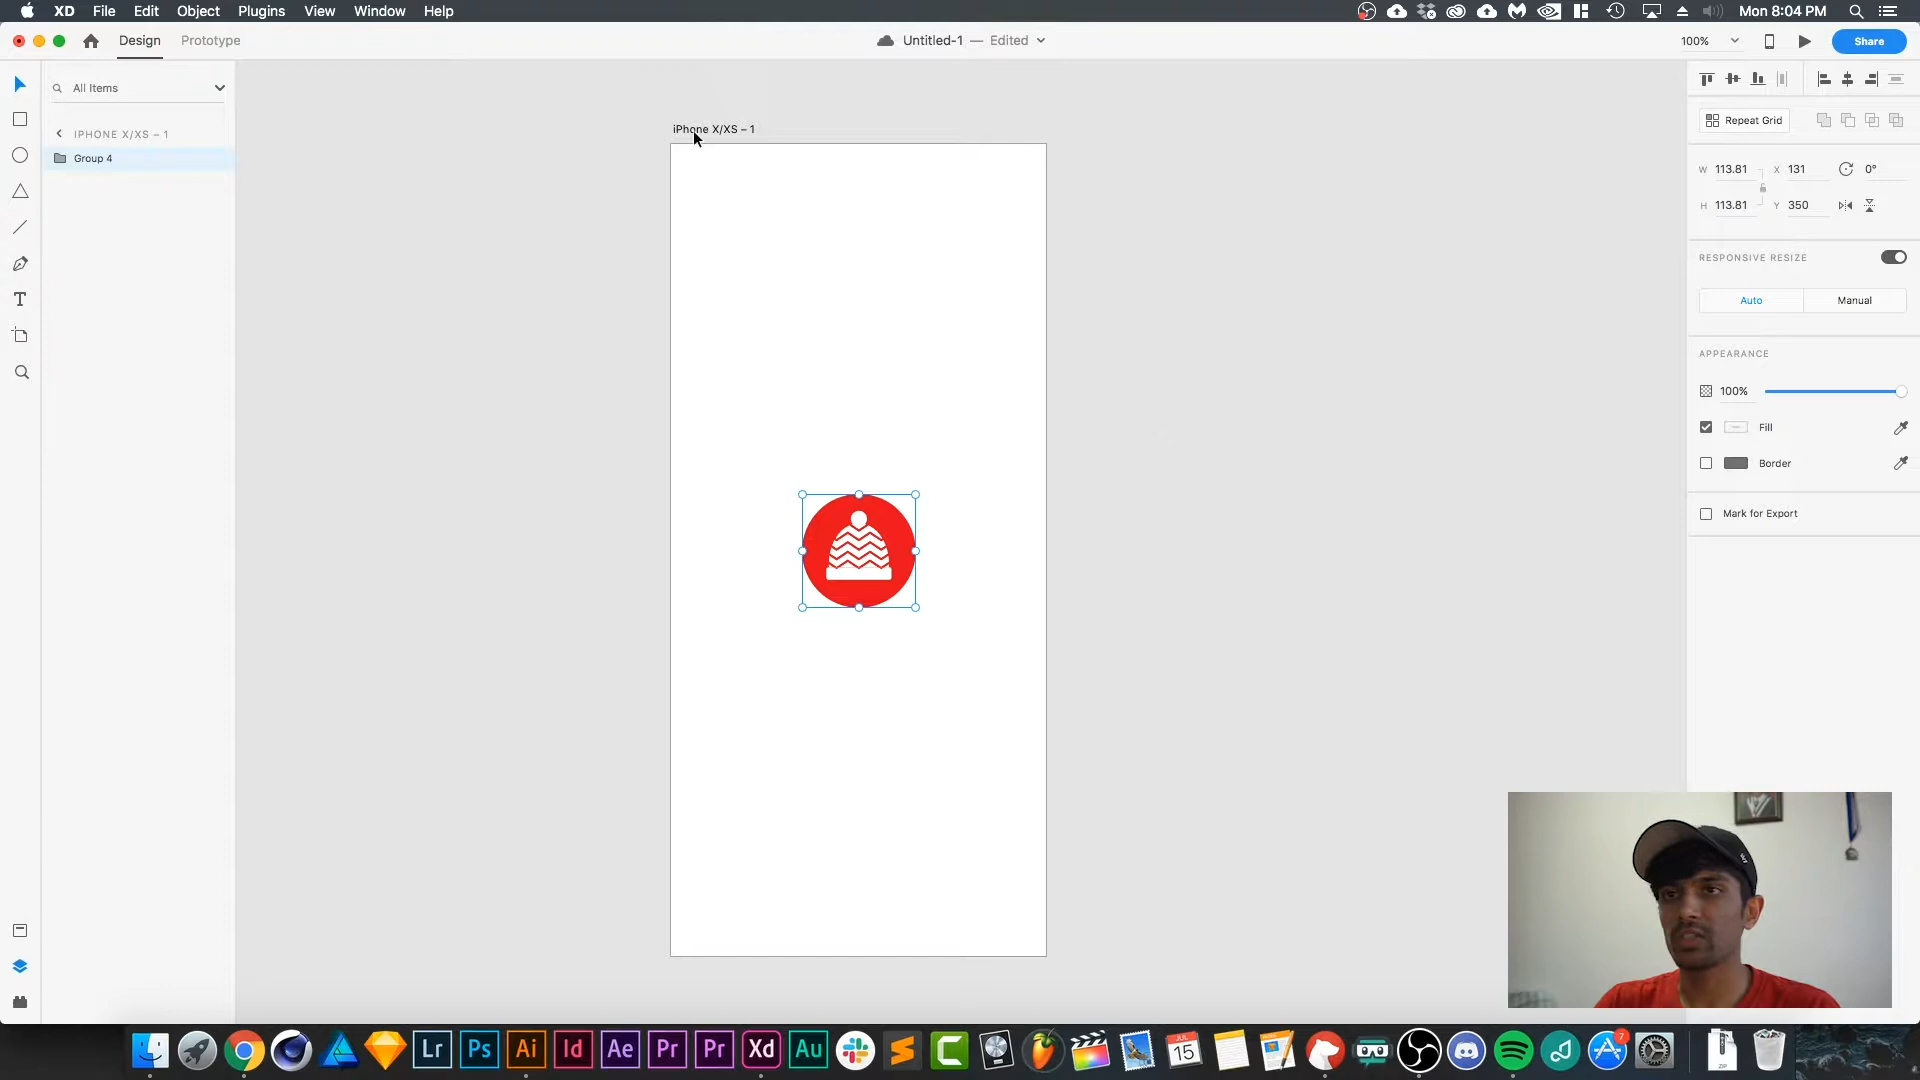 XD File Edit Object Plugins View Window Help
Mon 8:04 PM
Design Prototype
Untitled-1 — Edited
100%
Share
All Items
IPHONE X/XS – 1
Group 4
iPhone X/XS – 1
Repeat Grid
W 113.81 X 131 0°
H 113.81 Y 350
RESPONSIVE RESIZE
Auto Manual
APPEARANCE
100%
Fill
Border
Mark for Export
T
Lr Ps Ai Id Ae Pr Pr Xd Au
JUL
15
7
ZIP